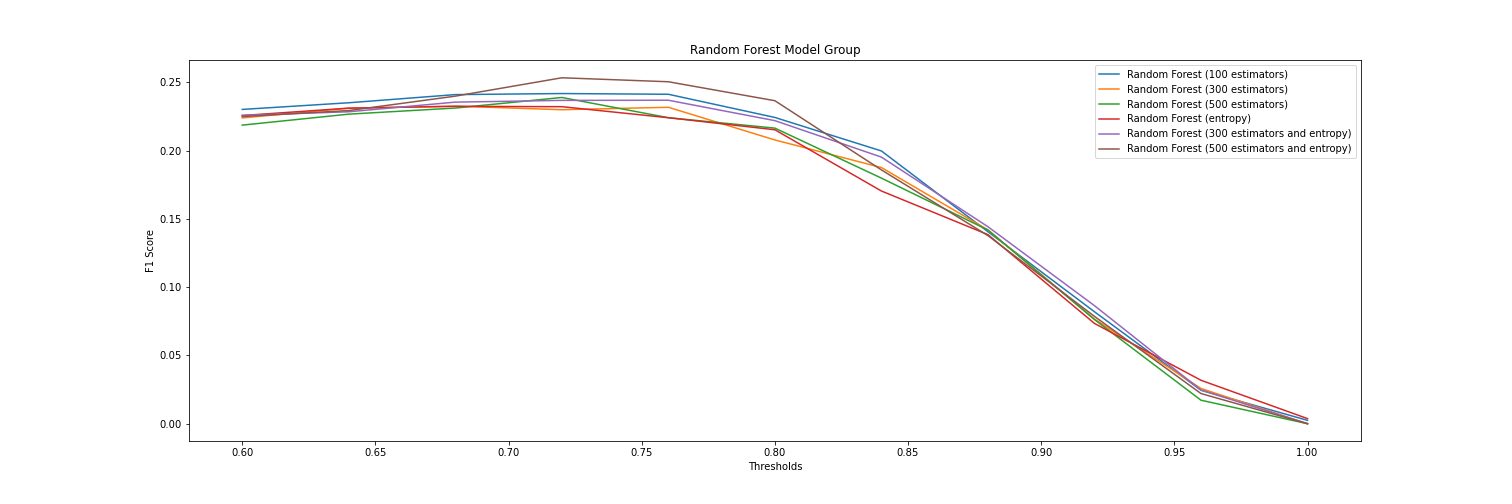 Random Forest Model Group
Random Forest (100 estimators)
Random Forest (300 estimators)
Random Forest (500 estimators)
Random Forest (entropy)
Random Forest (300 estimators and entropy)
Random Forest (500 estimators and entropy)
F1 Score
0.25
0.20
0.15
0.10
0.05
0.00
0.60 0.65 0.70 0.75 0.80 0.85 0.90 0.95 1.00
Thresholds